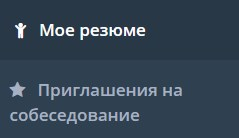 Мое резюме
Приглашения на
собеседование